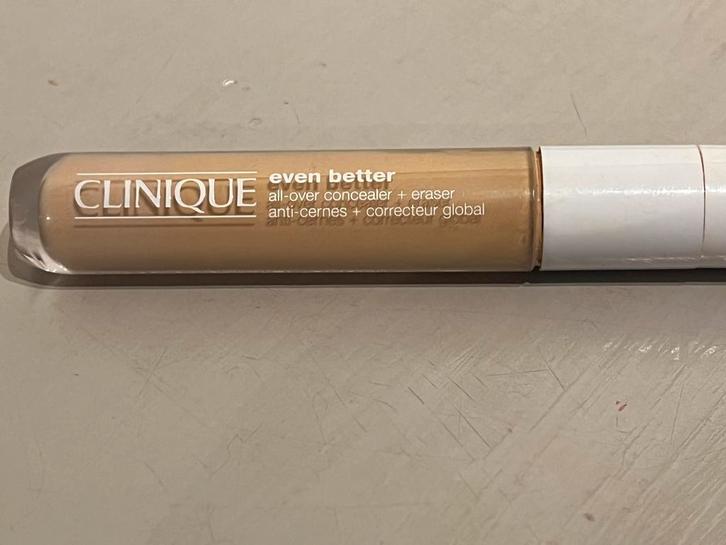 CLINIQUE
even better
all-over concealer + eraser
anti-cernes + correcteur global